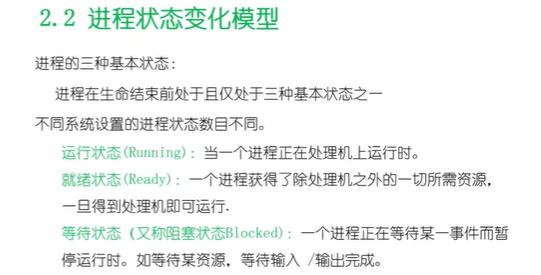 2.2 进程状态变化模型
进程的三种基本状态：
进程在生命结束前处于且仅处于三种基本状态之一
不同系统设置的进程状态数目不同。
运行状态(Running)：当一个进程正在处理机上运行时。
就绪状态(Ready)：一个进程获得了除处理机之外的一切所需资源，
一旦得到处理机即可运行.
等待状态（又称阻塞状态Blocked)：一个进程正在等待某一事件而暂
停运行时。如等待某资源，等待输入 /输出完成。